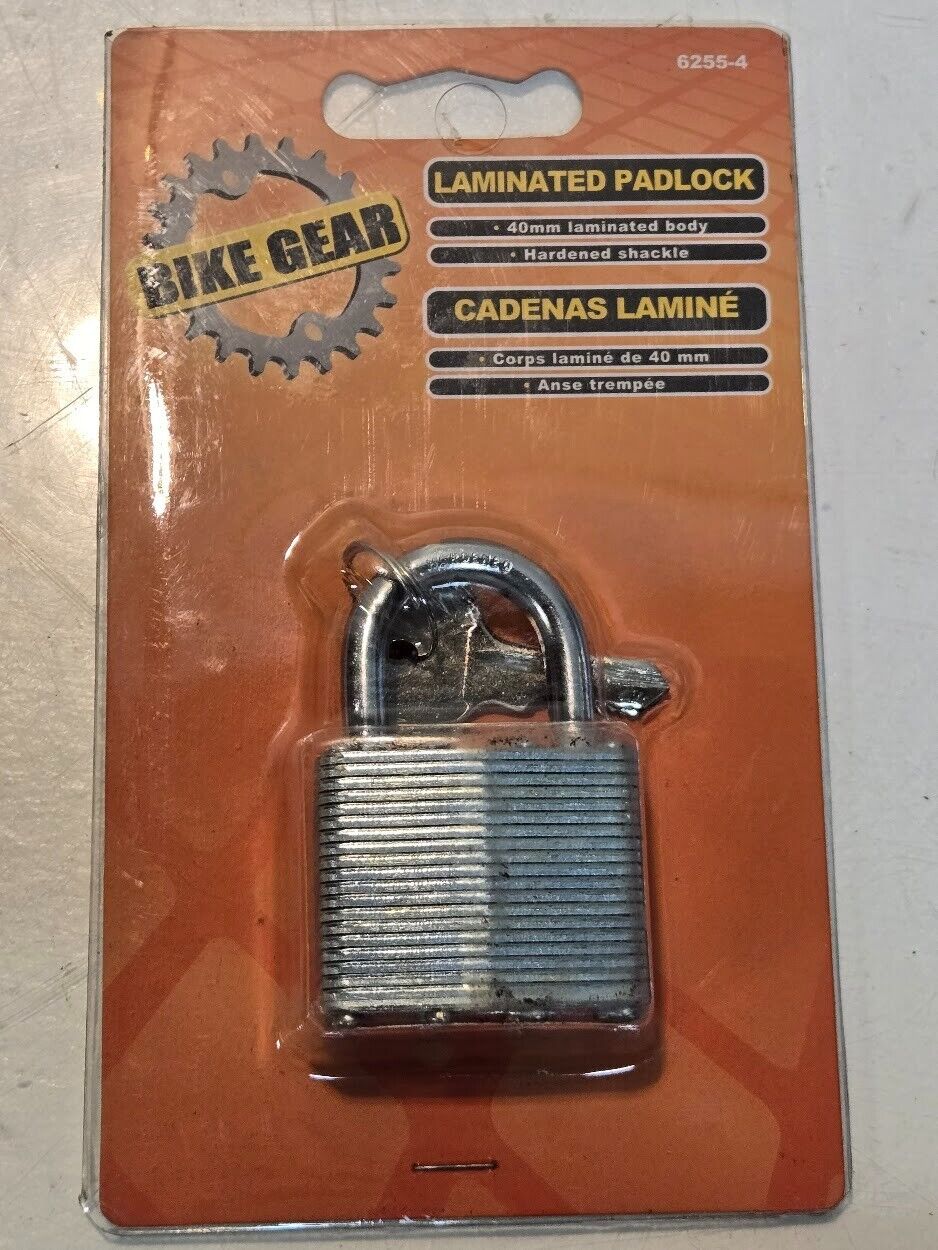 6255-4
BIKE GEAR
LAMINATED PADLOCK
• 40mm laminated body
• Hardened shackle
CADENAS LAMINÉ
• Corps laminé de 40 mm
• Anse trempée